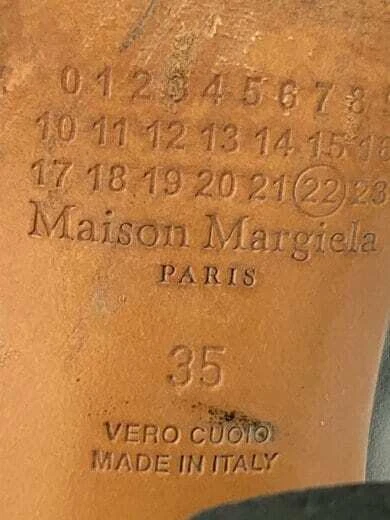 0 1 2 3 4 5 6 7 8
10 11 12 13 14 15 16
17 18 19 20 21 22 23
Maison Margiela
PARIS
35
VERO CUOIO
MADE IN ITALY